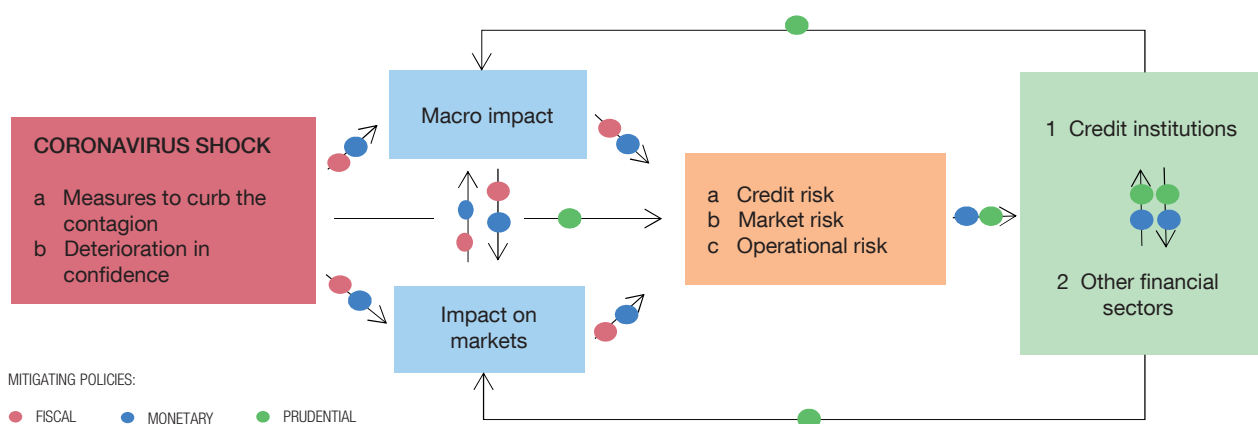 CORONAVIRUS SHOCK
a Measures to curb the
contagion
b Deterioration in
confidence
Macro impact
Impact on
markets
a Credit risk
b Market risk
c Operational risk
1 Credit institutions
2 Other financial
sectors
MITIGATING POLICIES:
FISCAL
MONETARY
PRUDENTIAL